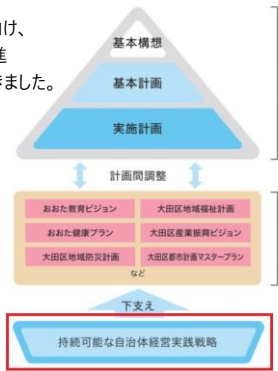 け、
進
きました。
基本構想
基本計画
実施計画
計画間調整
おおた教育ビジョン
大田区地域福祉計画
おおた健康プラン
大田区産業振興ビジョン
大田区地域防災計画
大田区都市計画マスタープラン
など
下支え
持続可能な自治体経営実践戦略